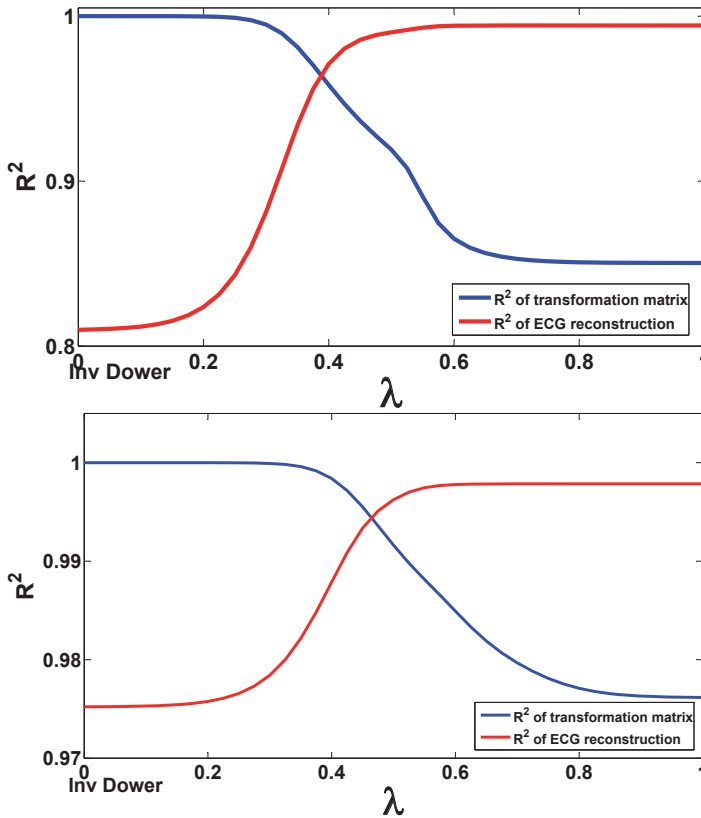 1
0.9
0.8
R²
0
0.2
0.4
0.6
0.8
1
Inv Dower
λ
R² of transformation matrix
R² of ECG reconstruction
1
0.99
0.98
0.97
R²
0
0.2
0.4
0.6
0.8
1
Inv Dower
λ
R² of transformation matrix
R² of ECG reconstruction